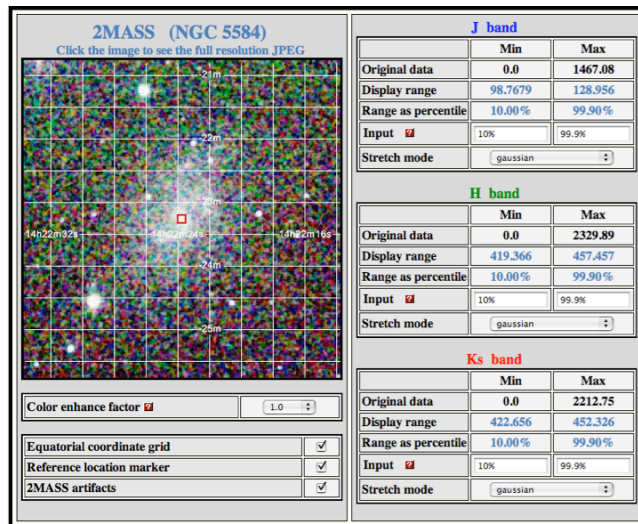 2MASS (NGC 5584)
Click the image to see the full resolution JPEG
-21m
-22m
-23m
14h22m32s 14h22m24s 14h22m16s
-24m
-25m
Color enhance factor ?
1.0
Equatorial coordinate grid
Reference location marker
2MASS artifacts
J band
Min Max
Original data 0.0 1467.08
Display range 98.7679 128.956
Range as percentile 10.00% 99.90%
Input ? 10% 99.9%
Stretch mode gaussian
H band
Min Max
Original data 0.0 2329.89
Display range 419.366 457.457
Range as percentile 10.00% 99.90%
Input ? 10% 99.9%
Stretch mode gaussian
Ks band
Min Max
Original data 0.0 2212.75
Display range 422.656 452.326
Range as percentile 10.00% 99.90%
Input ? 10% 99.9%
Stretch mode gaussian